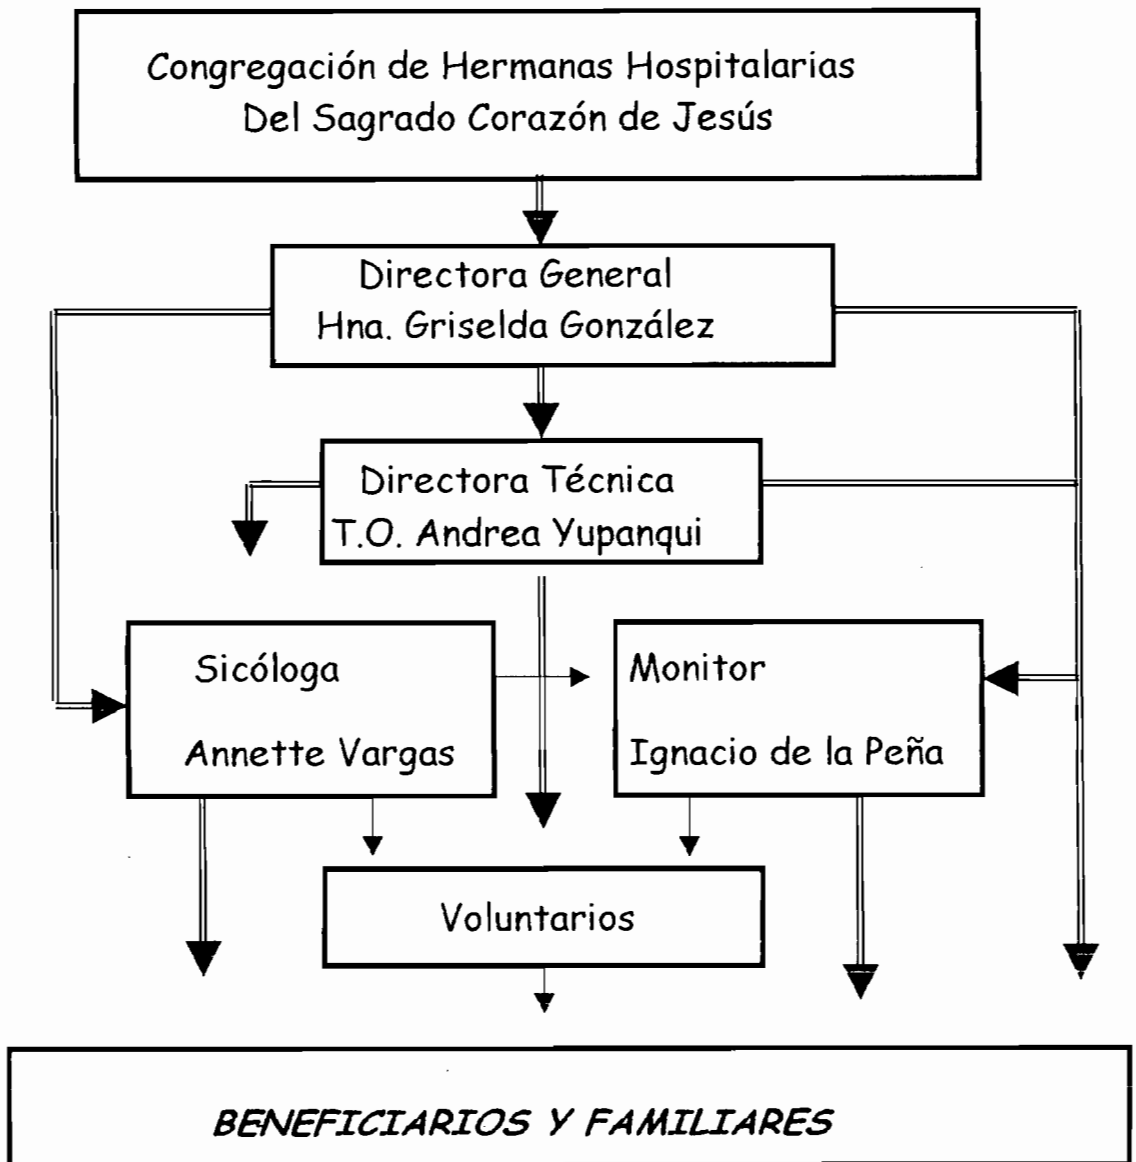 Congregación de Hermanas Hospitalarias
Del Sagrado Corazón de Jesús
Directora General
Hna. Griselda González
Directora Técnica
T.O. Andrea Yupanqui
Sicóloga
Annette Vargas
Monitor
Ignacio de la Peña
Voluntarios
BENEFICIARIOS Y FAMILIARES